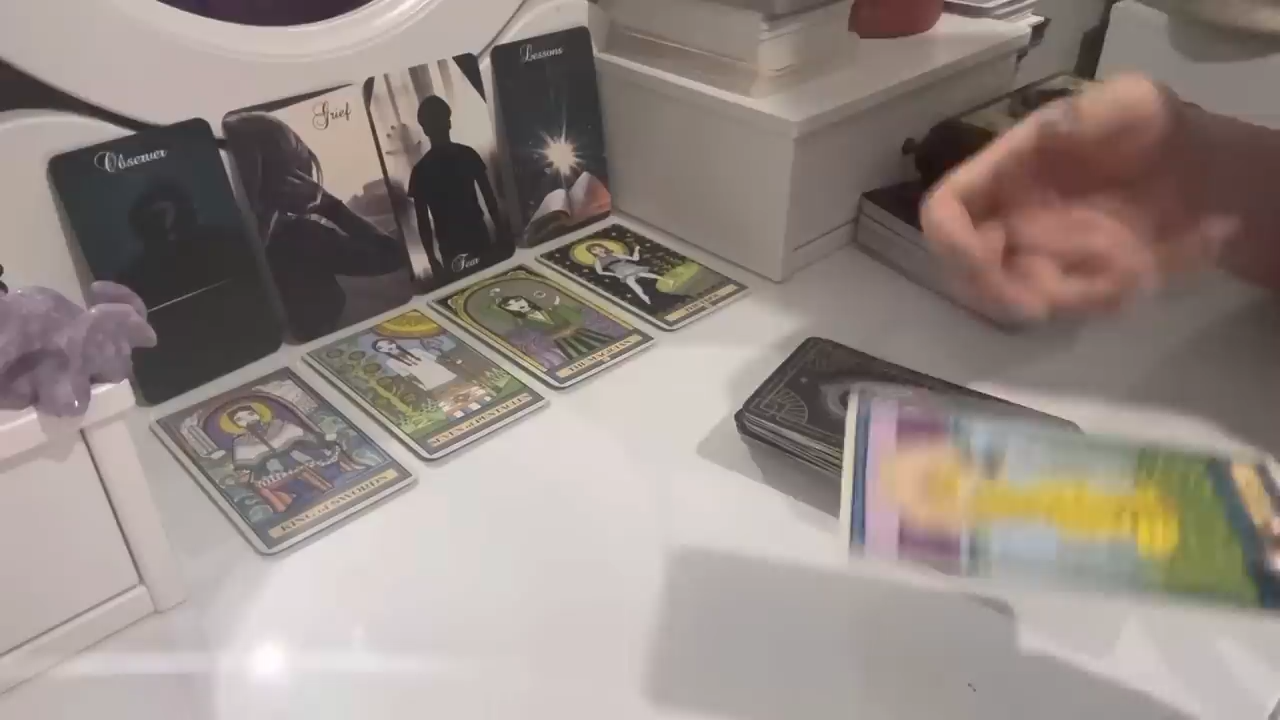 Observer
Grief
Fear
Lessons
KING of SWORDS
SEVEN of PENTACLES
THE MAGICIAN